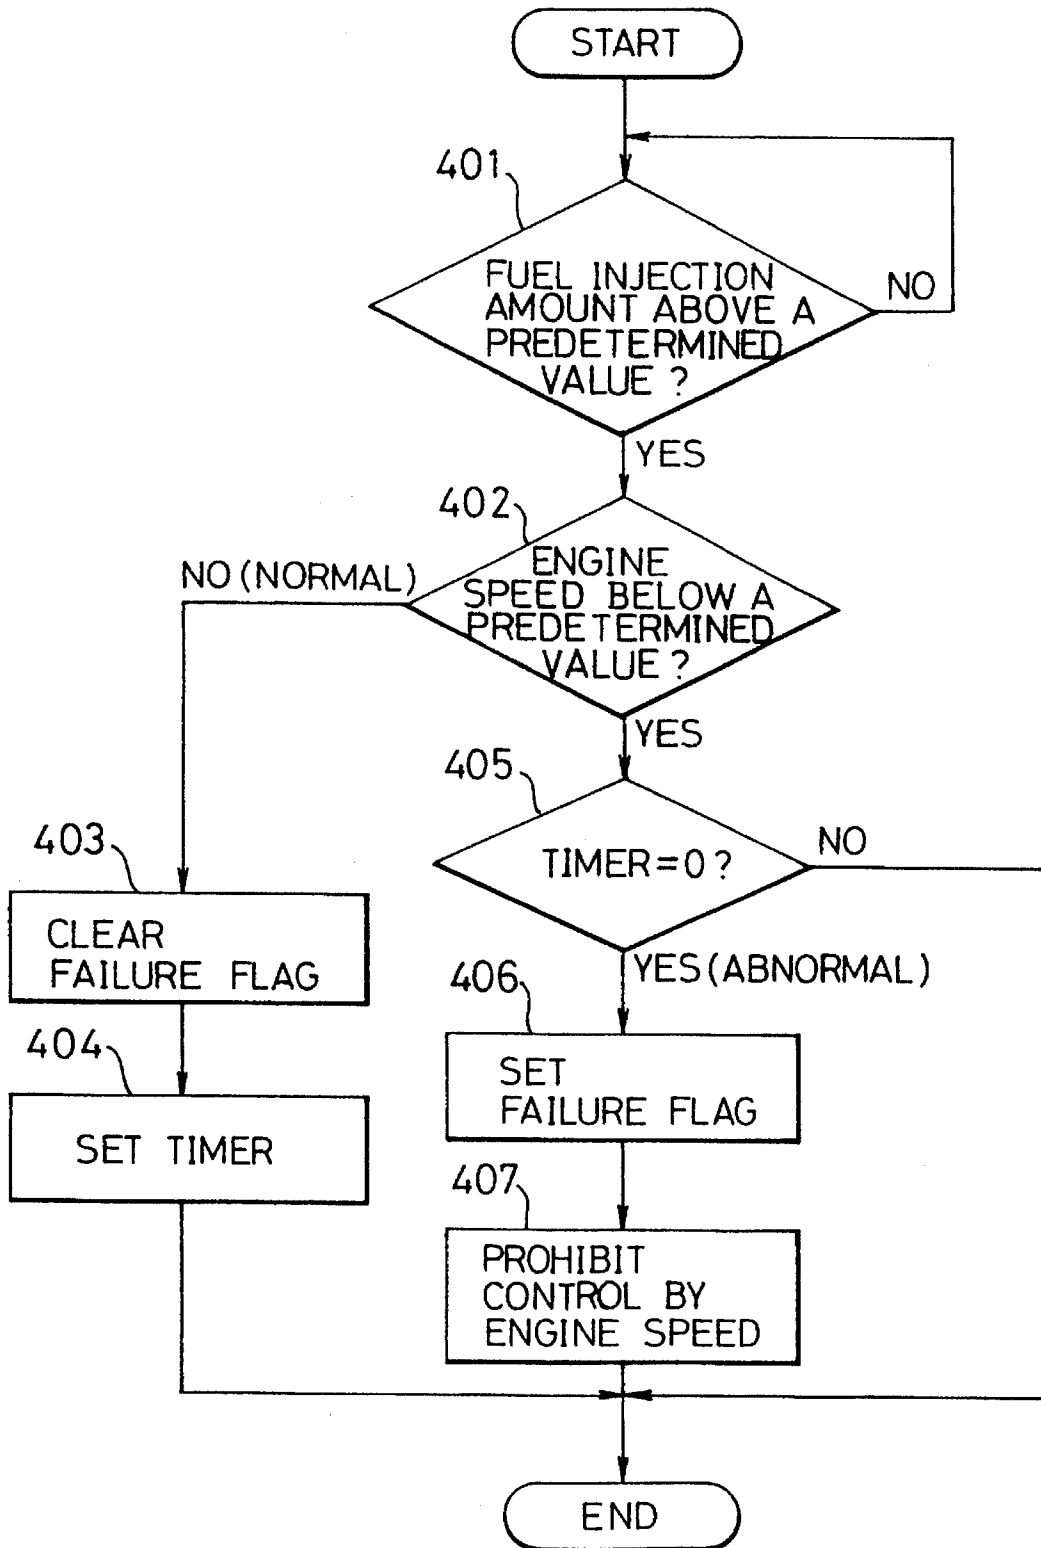 START
401
FUEL INJECTION
AMOUNT ABOVE A
PREDETERMINED
VALUE ?
NO
YES
402
ENGINE
SPEED BELOW A
PREDETERMINED
VALUE ?
NO (NORMAL)
YES
405
TIMER=0 ?
NO
403
CLEAR
FAILURE FLAG
YES (ABNORMAL)
406
SET
FAILURE FLAG
404
SET TIMER
407
PROHIBIT
CONTROL BY
ENGINE SPEED
END